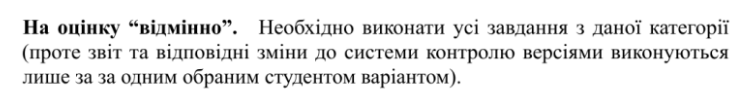 На оцінку “відмінно”. Необхідно виконати усі завдання з даної категорії
(проте звіт та відповідні зміни до системи контролю версіями виконуються
лише за за одним обраним студентом варіантом).